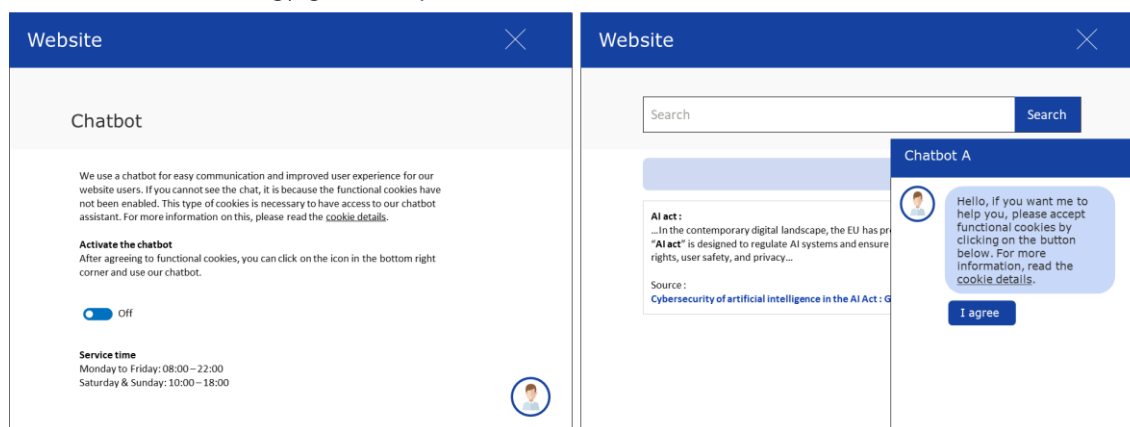 Website
Chatbot
We use a chatbot for easy communication and improved user experience for our
website users. If you cannot see the chat, it is because the functional cookies have
not been enabled. This type of cookies is necessary to have access to our chatbot
assistant. For more information on this, please read the cookie details.
Activate the chatbot
After agreeing to functional cookies, you can click on the icon in the bottom right
corner and use our chatbot.
Off
Service time
Monday to Friday: 08:00 – 22:00
Saturday & Sunday: 10:00 – 18:00
Website
Search
Search
AI act :
...In the contemporary digital landscape, the EU has
"AI act" is designed to regulate AI systems and ensure
rights, user safety, and privacy...
Source :
Cybersecurity of artificial intelligence in the AI Act :
Chatbot A
Hello, if you want me to
help you, please accept
functional cookies by
clicking on the button
below. For more
information, read the
cookie details.
I agree